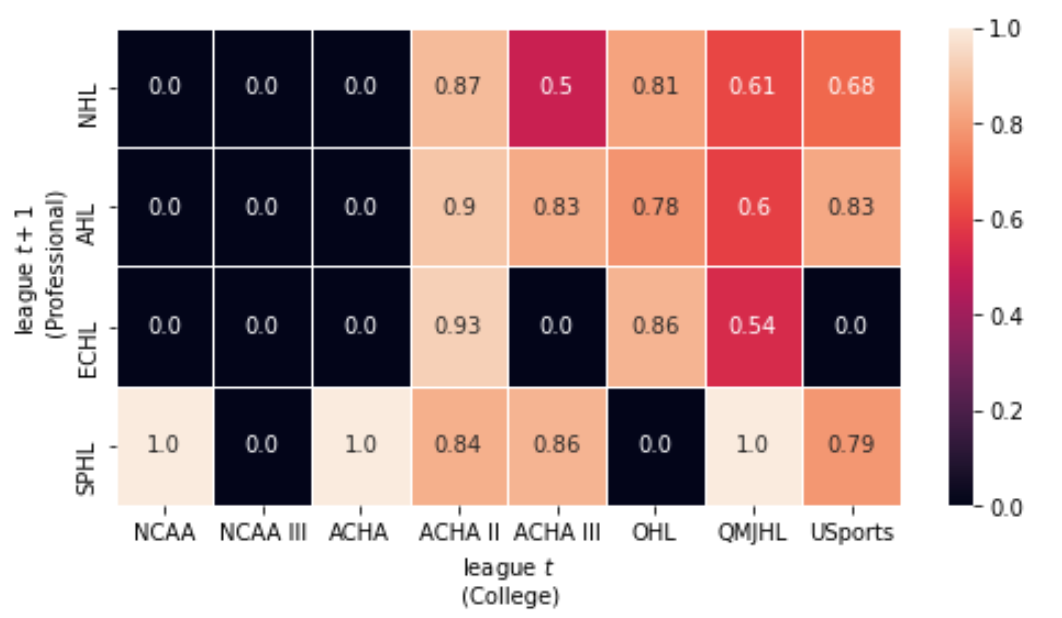 league t + 1
(Professional)
NHL 0.0 0.0 0.0 0.87 0.5 0.81 0.61 0.68
AHL 0.0 0.0 0.0 0.9 0.83 0.78 0.6 0.83
ECHL 0.0 0.0 0.0 0.93 0.0 0.86 0.54 0.0
SPHL 1.0 0.0 1.0 0.84 0.86 0.0 1.0 0.79
NCAA NCAA III ACHA ACHA II ACHA III OHL QMJHL USports
league t
(College)
1.0
0.8
0.6
0.4
0.2
0.0